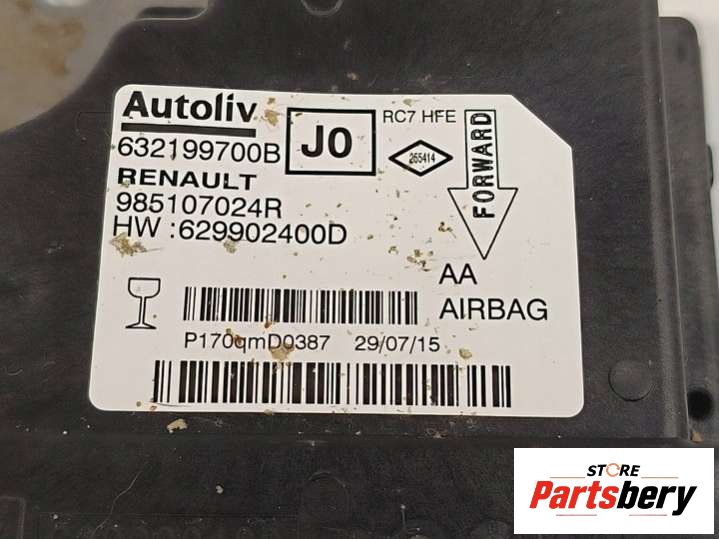 Autoliv
632199700B
J0
RC7 HFE
265414
RENAULT
985107024R
HW :629902400D
FORWARD
AA
AIRBAG
P170qmD0387 29/07/15
STORE
Partsbery